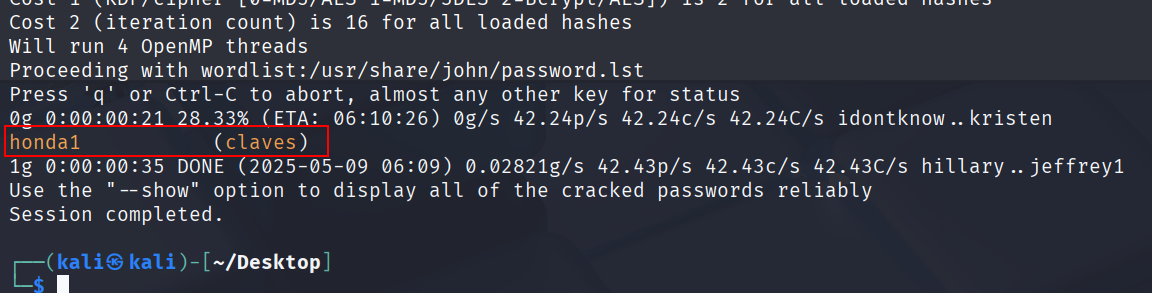 Cost 1 (KDF/cipher [0=MD5/AES 1=MD5/3DES 2=Bcrypt/AES]) is 2 for all loaded hashes
Cost 2 (iteration count) is 16 for all loaded hashes
Will run 4 OpenMP threads
Proceeding with wordlist:/usr/share/john/password.lst
Press 'q' or Ctrl-C to abort, almost any other key for status
0g 0:00:00:21 28.33% (ETA: 06:10:26) 0g/s 42.24p/s 42.24c/s 42.24C/s idontknow..kristen
honda1 (claves)
1g 0:00:00:35 DONE (2025-05-09 06:09) 0.02821g/s 42.43p/s 42.43c/s 42.43C/s hillary..jeffrey1
Use the "--show" option to display all of the cracked passwords reliably
Session completed.
┌──(kali㉿kali)-[~/Desktop]
└─$